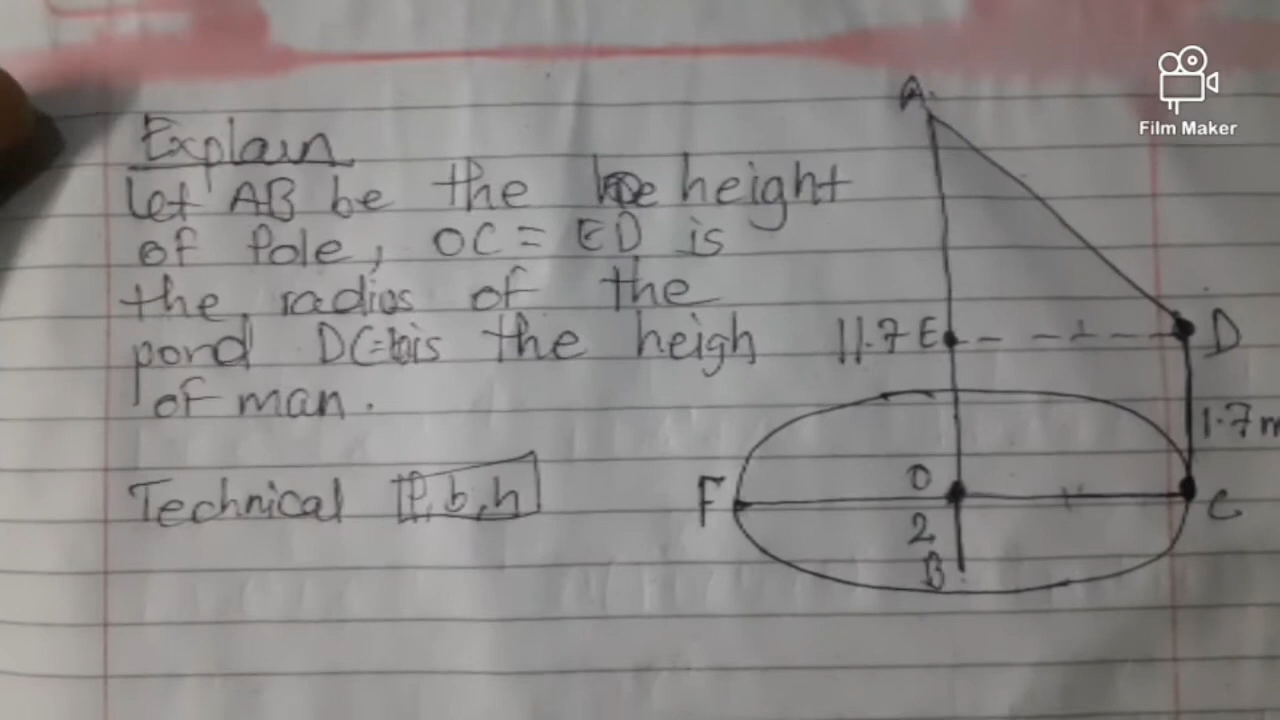 Explain
Let AB be the height
of Pole, OC = ED is
the radios of the
pond DC is the heigh
of man.
Technical P, b, h
A
11.7 E
D
1.7 m
F
O
C
2
B
Film Maker